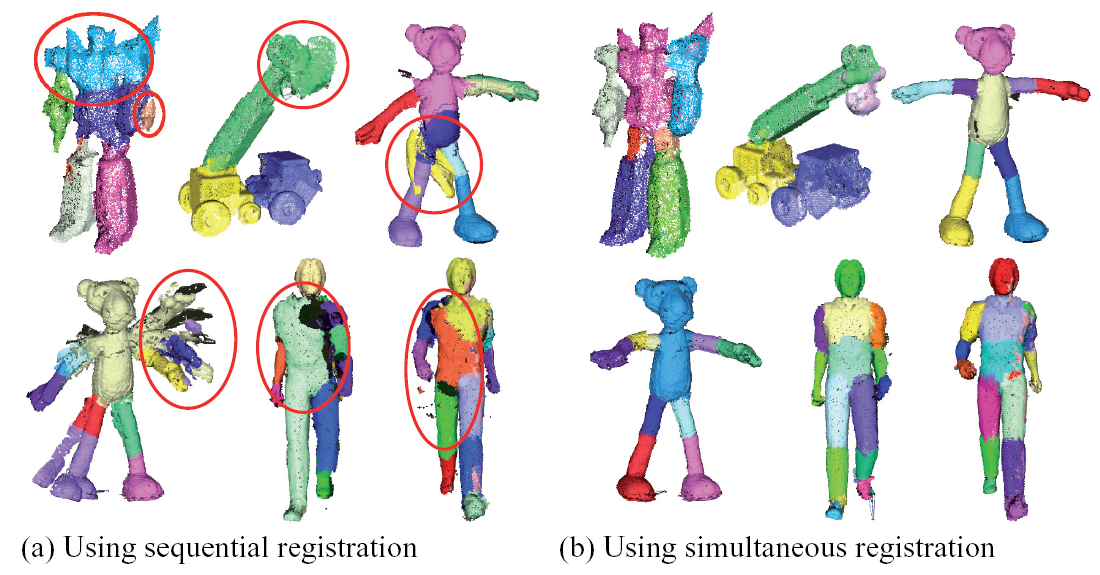 (a) Using sequential registration
(b) Using simultaneous registration